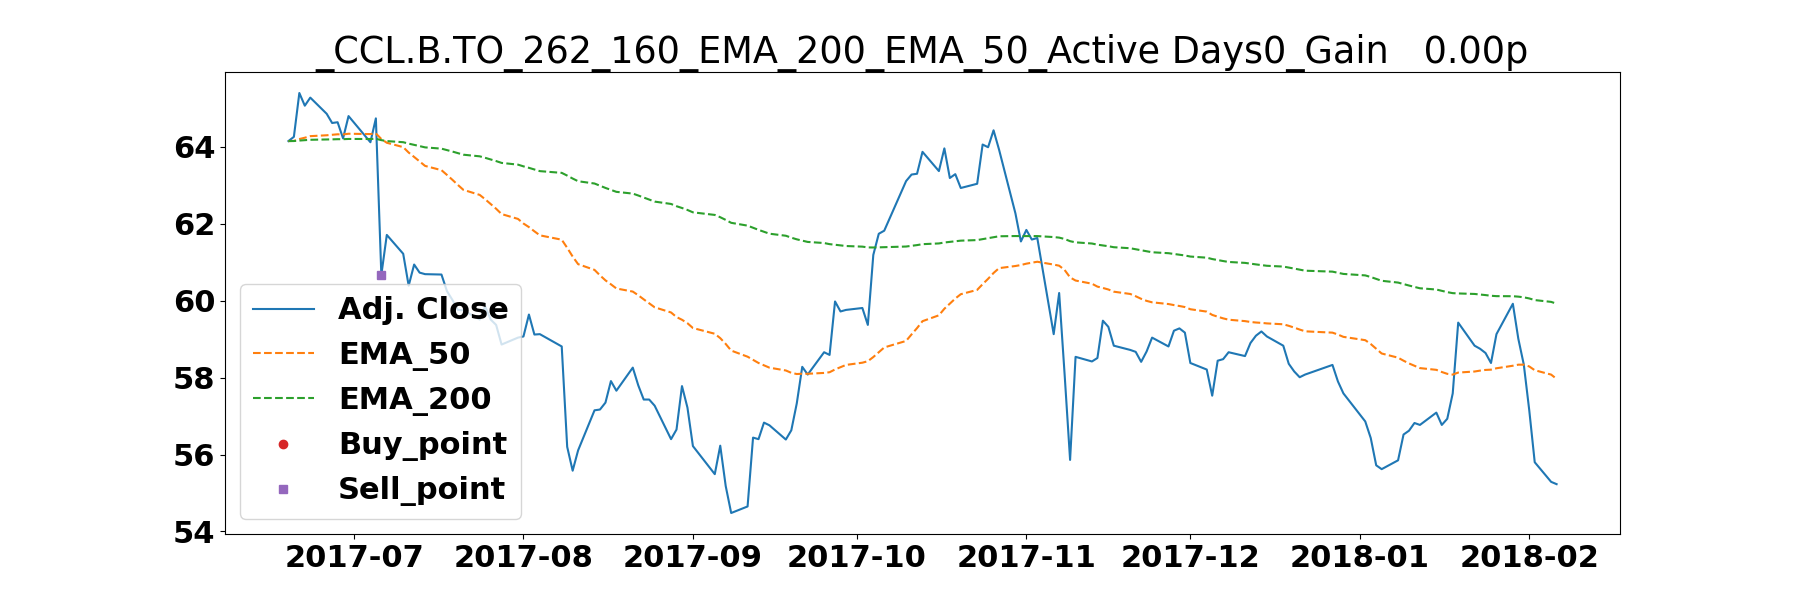 _CCL.B.TO_262_160_EMA_200_EMA_50_Active Days0_Gain   0.00p
64
62
60
58
56
54
Adj. Close
EMA_50
EMA_200
Buy_point
Sell_point
2017-07 2017-08 2017-09 2017-10 2017-11 2017-12 2018-01 2018-02